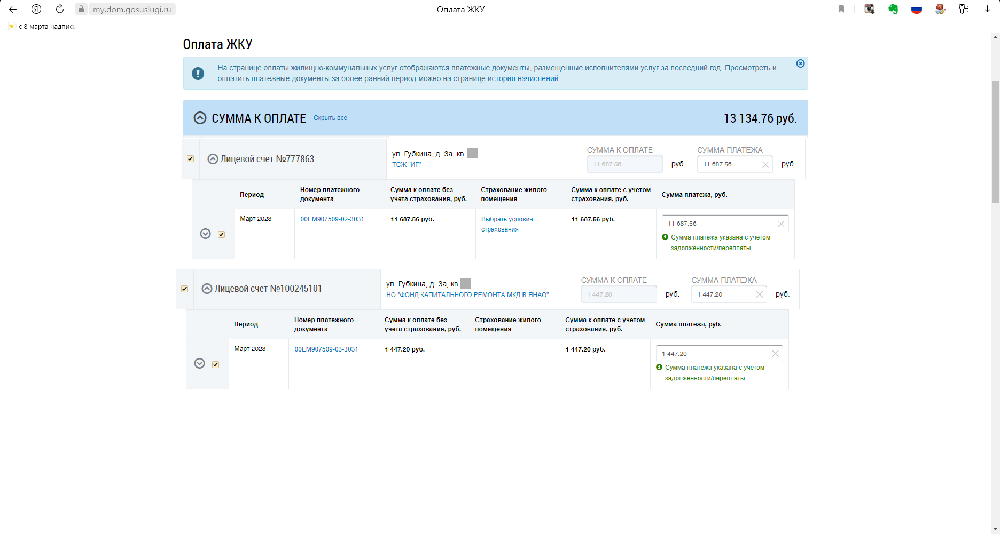 my.dom.gosuslugi.ru
Оплата ЖКУ
с 8 марта надпись
Оплата ЖКУ
На странице оплаты жилищно-коммунальных услуг отображаются платежные документы, размещенные исполнителями услуг за последний год. Просмотреть и
оплатить платежные документы за более ранний период можно на странице история начислений.
СУММА К ОПЛАТЕ Скрыть все 13 134.76 руб.
Лицевой счет №777863
ул. Губкина, д. 3а, кв.
ТСЖ "ИГ"
СУММА К ОПЛАТЕ
11 687.56 руб.
СУММА ПЛАТЕЖА
11 687.56 руб.
Период
Номер платежного
документа
Сумма к оплате без
учета страхования, руб.
Страхование жилого
помещения
Сумма к оплате с учетом
страхования, руб.
Сумма платежа, руб.
Март 2023
00ЕМ907509-02-3031
11 687.56 руб.
Выбрать условия
страхования
11 687.56 руб.
11 687.56
Сумма платежа указана с учетом
задолженности/переплаты.
Лицевой счет №100245101
ул. Губкина, д. 3а, кв.
НО "ФОНД КАПИТАЛЬНОГО РЕМОНТА МКД В ЯНАО"
СУММА К ОПЛАТЕ
1 447.20 руб.
СУММА ПЛАТЕЖА
1 447.20 руб.
Период
Номер платежного
документа
Сумма к оплате без
учета страхования, руб.
Страхование жилого
помещения
Сумма к оплате с учетом
страхования, руб.
Сумма платежа, руб.
Март 2023
00ЕМ907509-03-3031
1 447.20 руб.
-
1 447.20 руб.
1 447.20
Сумма платежа указана с учетом
задолженности/переплаты.